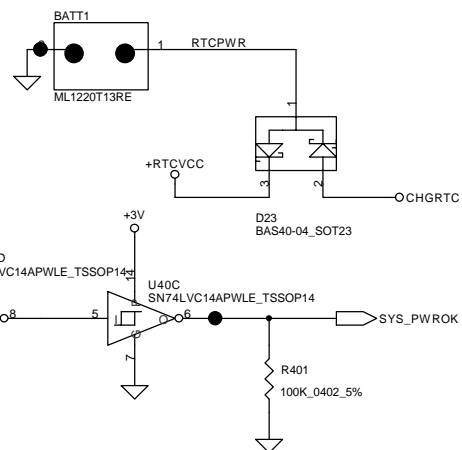 BATT1
1
RTCPWR
ML1220T13RE
1
+RTCVCC
3
2
CHGRTC
D23
BAS40-04_SOT23
+3V
D
VC14APWLE_TSSOP14
14
U40C
SN74LVC14APWLE_TSSOP14
P
8
5
I
O
6
G
SYS_PWROK
7
R401
100K_0402_5%